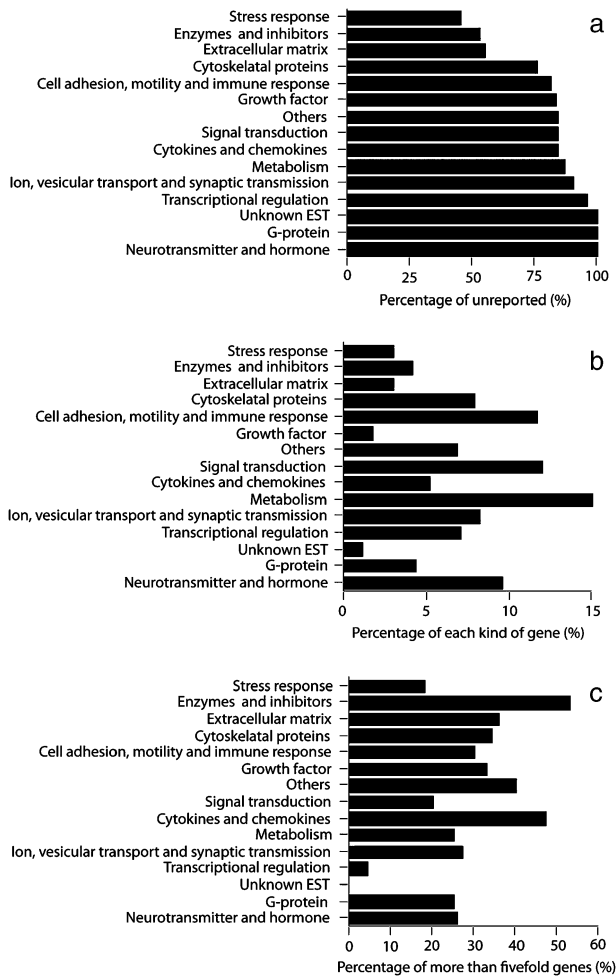 a
Stress response
Enzymes and inhibitors
Extracellular matrix
Cytoskelatal proteins
Cell adhesion, motility and immune response
Growth factor
Others
Signal transduction
Cytokines and chemokines
Metabolism
Ion, vesicular transport and synaptic transmission
Transcriptional regulation
Unknown EST
G-protein
Neurotransmitter and hormone
0 25 50 75 100
Percentage of unreported (%)
b
Stress response
Enzymes and inhibitors
Extracellular matrix
Cytoskelatal proteins
Cell adhesion, motility and immune response
Growth factor
Others
Signal transduction
Cytokines and chemokines
Metabolism
Ion, vesicular transport and synaptic transmission
Transcriptional regulation
Unknown EST
G-protein
Neurotransmitter and hormone
0 5 10 15
Percentage of each kind of gene (%)
c
Stress response
Enzymes and inhibitors
Extracellular matrix
Cytoskelatal proteins
Cell adhesion, motility and immune response
Growth factor
Others
Signal transduction
Cytokines and chemokines
Metabolism
Ion, vesicular transport and synaptic transmission
Transcriptional regulation
Unknown EST
G-protein
Neurotransmitter and hormone
0 10 20 30 40 50 60
Percentage of more than fivefold genes (%)